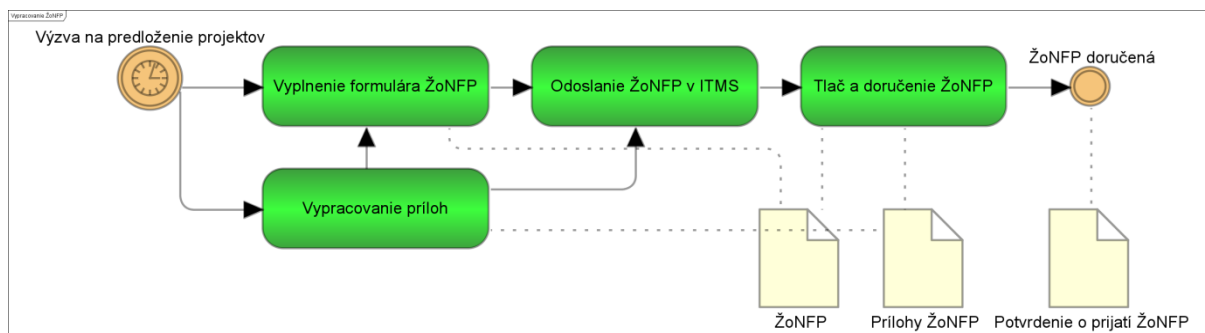 Vypracovanie ŽoNFP
Výzva na predloženie projektov
Vyplnenie formulára ŽoNFP
Odoslanie ŽoNFP v ITMS
Tlač a doručenie ŽoNFP
ŽoNFP doručená
Vypracovanie príloh
ŽoNFP
Prílohy ŽoNFP
Potvrdenie o prijatí ŽoNFP